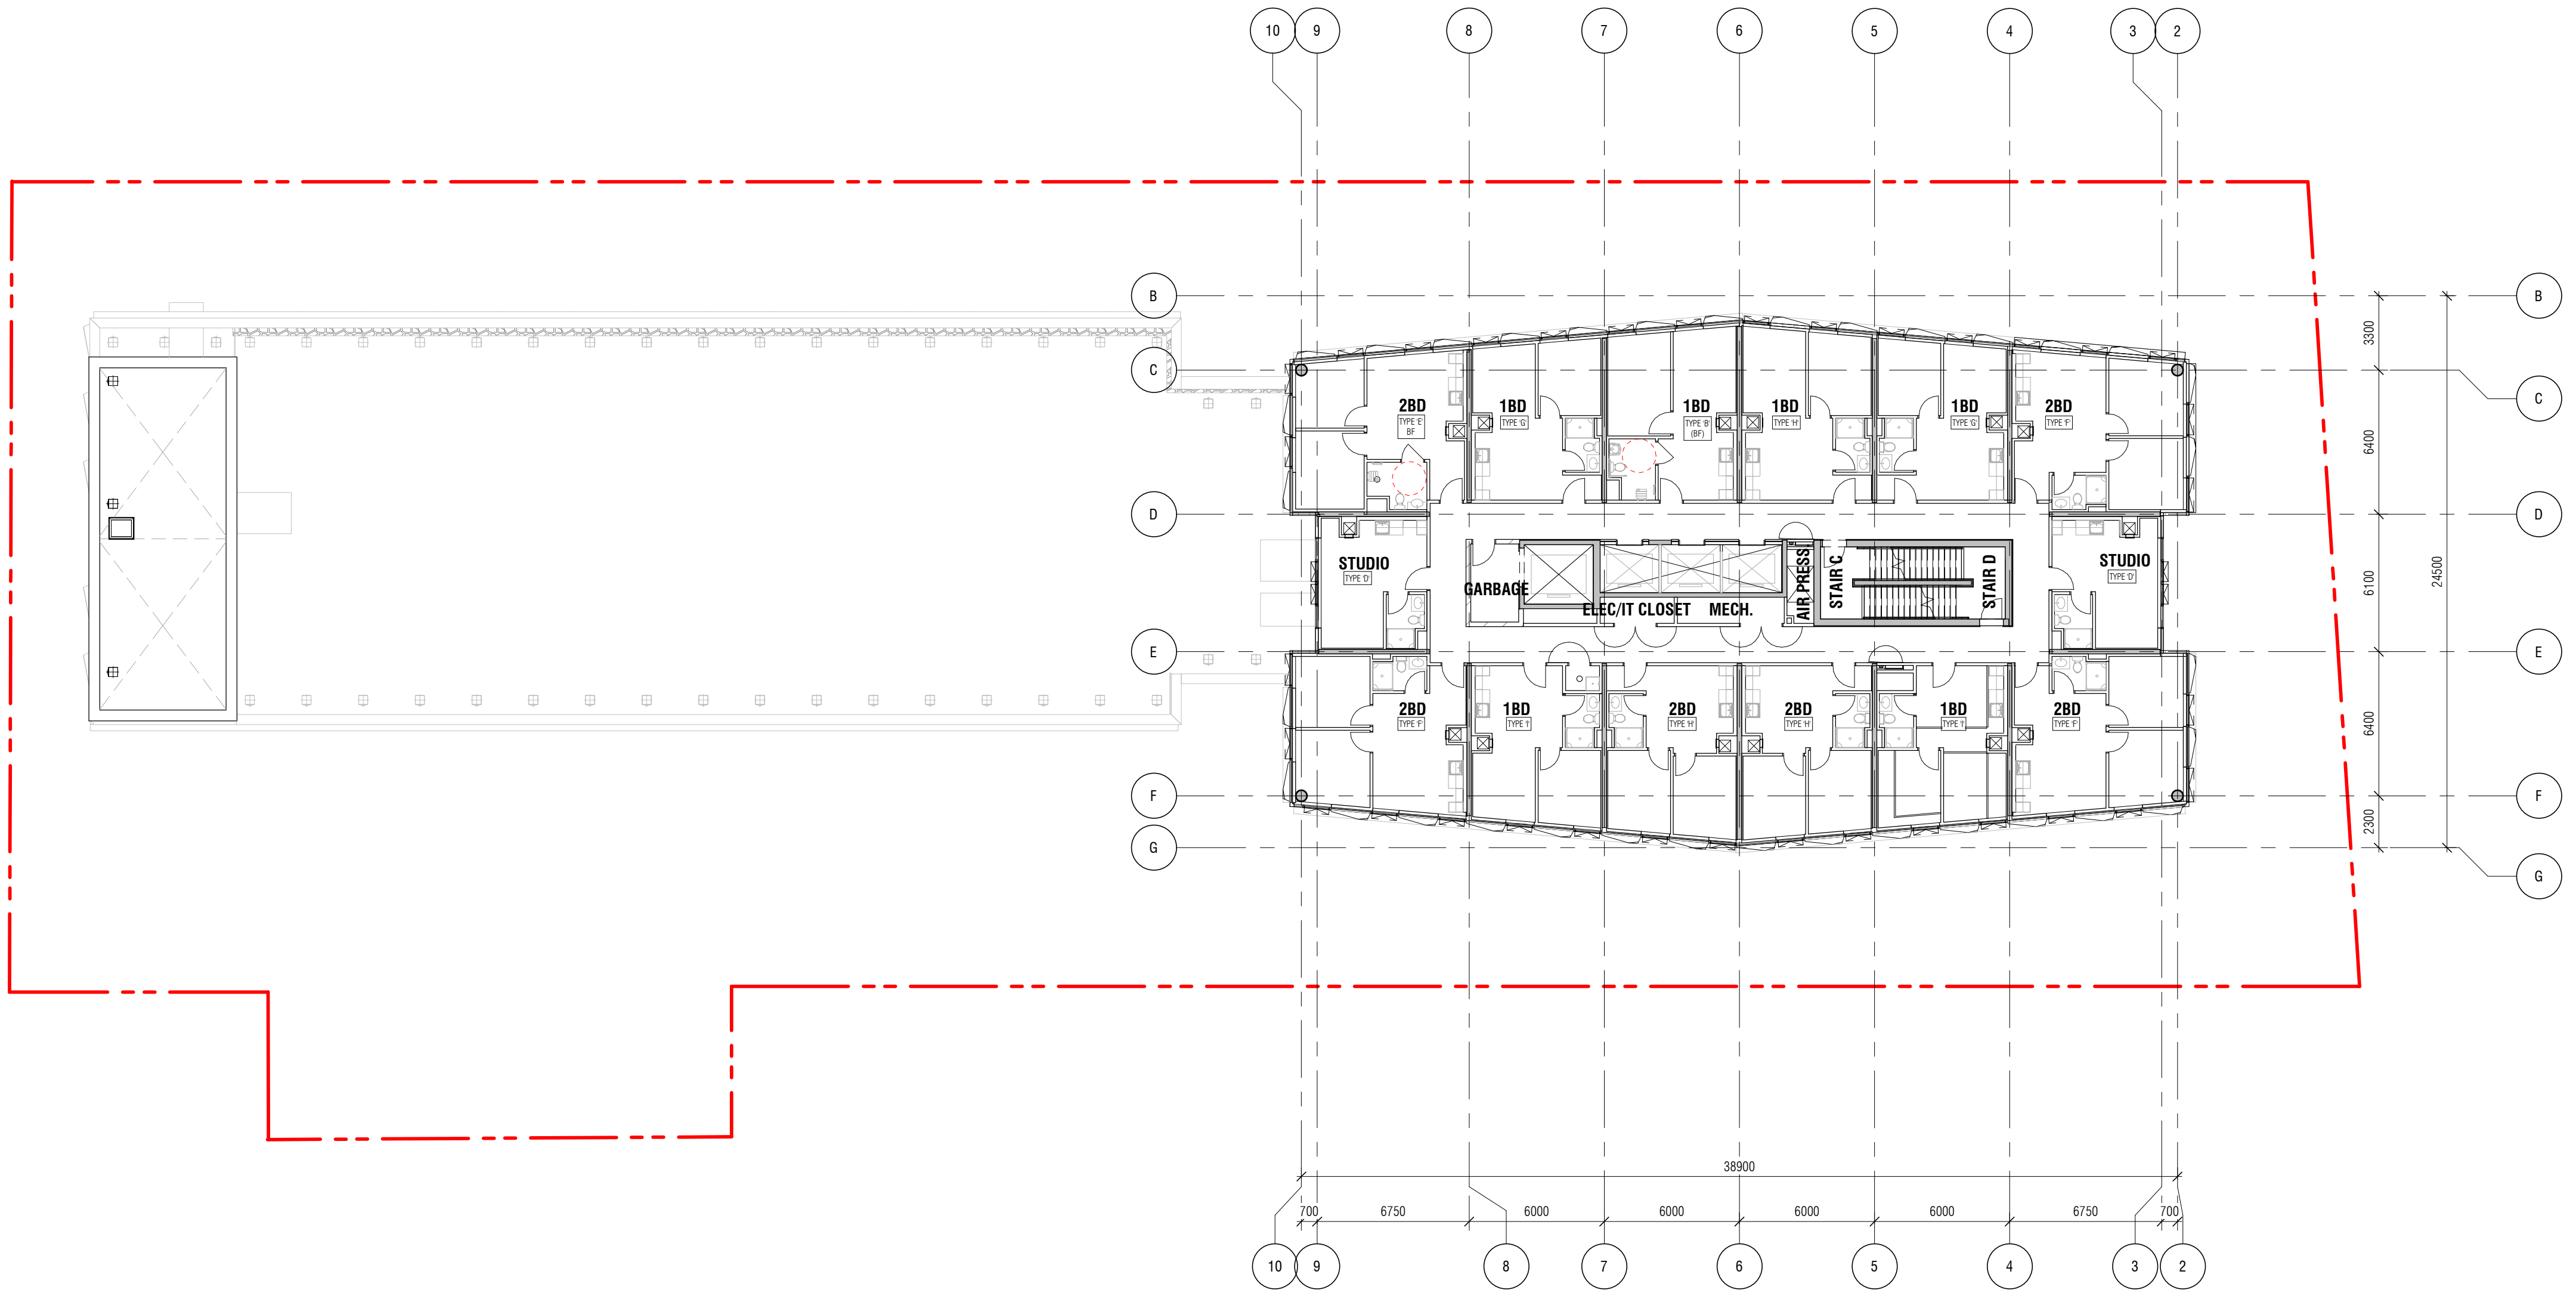 10 9 8 7 6 5 4 3 2
B B
3300
C C
2BD 1BD 1BD 1BD 1BD 2BD
TYPE 'E' TYPE 'G' TYPE 'B' TYPE 'H' TYPE 'G' TYPE 'F'
BF (BF)
6400
D D
STUDIO STUDIO
TYPE 'D' TYPE 'D'
GARBAGE
ELEC/IT CLOSET MECH.
AIR PRESS.
STAIR C
STAIR D
6100
24500
E E
2BD 1BD 2BD 2BD 1BD 2BD
TYPE 'F' TYPE 'I' TYPE 'H' TYPE 'H' TYPE 'I' TYPE 'F'
6400
F F
2300
G G
38900
700 6750 6000 6000 6000 6000 6750 700
10 9 8 7 6 5 4 3 2